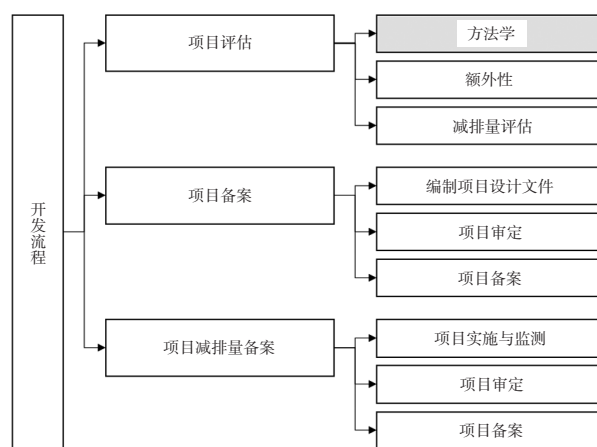 开发流程
项目评估
方法学
额外性
减排量评估
项目备案
编制项目设计文件
项目审定
项目备案
项目减排量备案
项目实施与监测
项目审定
项目备案